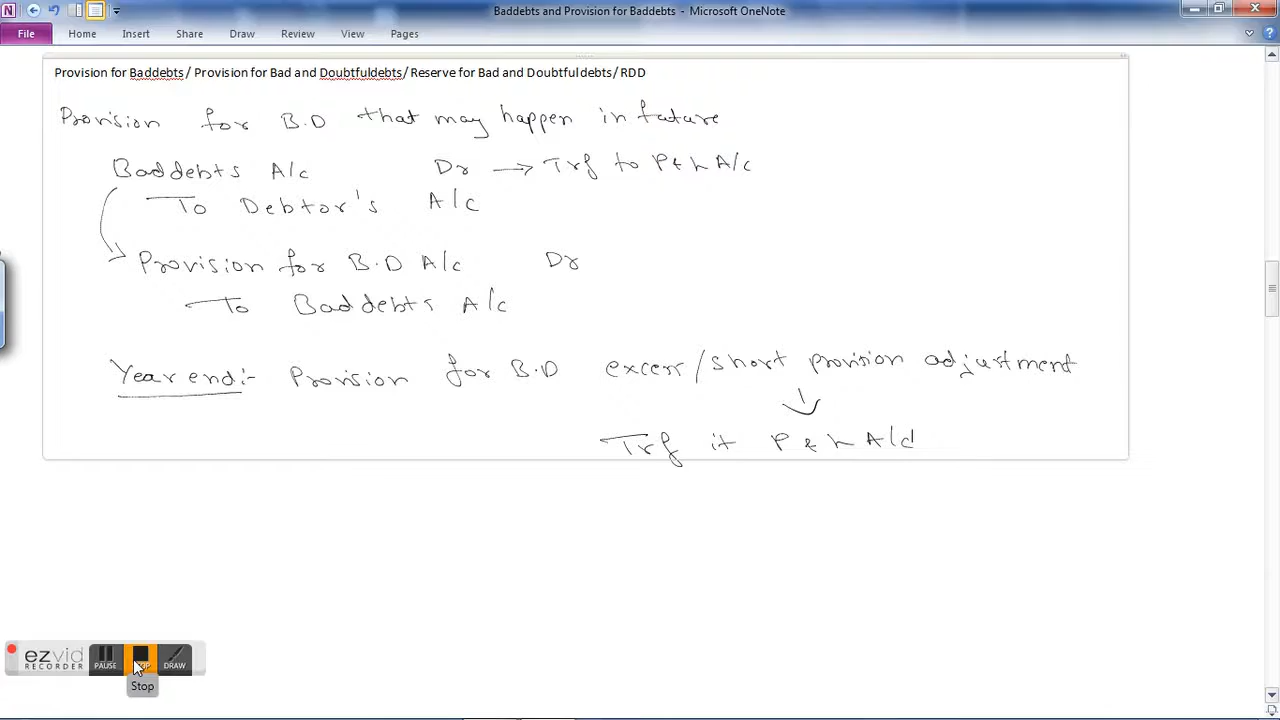 Baddebts and Provision for Baddebts - Microsoft OneNote
File Home Insert Share Draw Review View Pages
Provision for Baddebts/ Provision for Bad and Doubtfuldebts/ Reserve for Bad and Doubtfuldebts/ RDD
Provision for B.D that may happen in future
Baddebts A/c Dr → Trf to P & L A/c
To Debtor's A/c
Provision for B.D A/c Dr
To Baddebts A/c
Year end:- Provision for B.D excess/short provision adjustment
Trf it P & L A/c
ezvid
RECORDER
PAUSE STOP DRAW
Stop